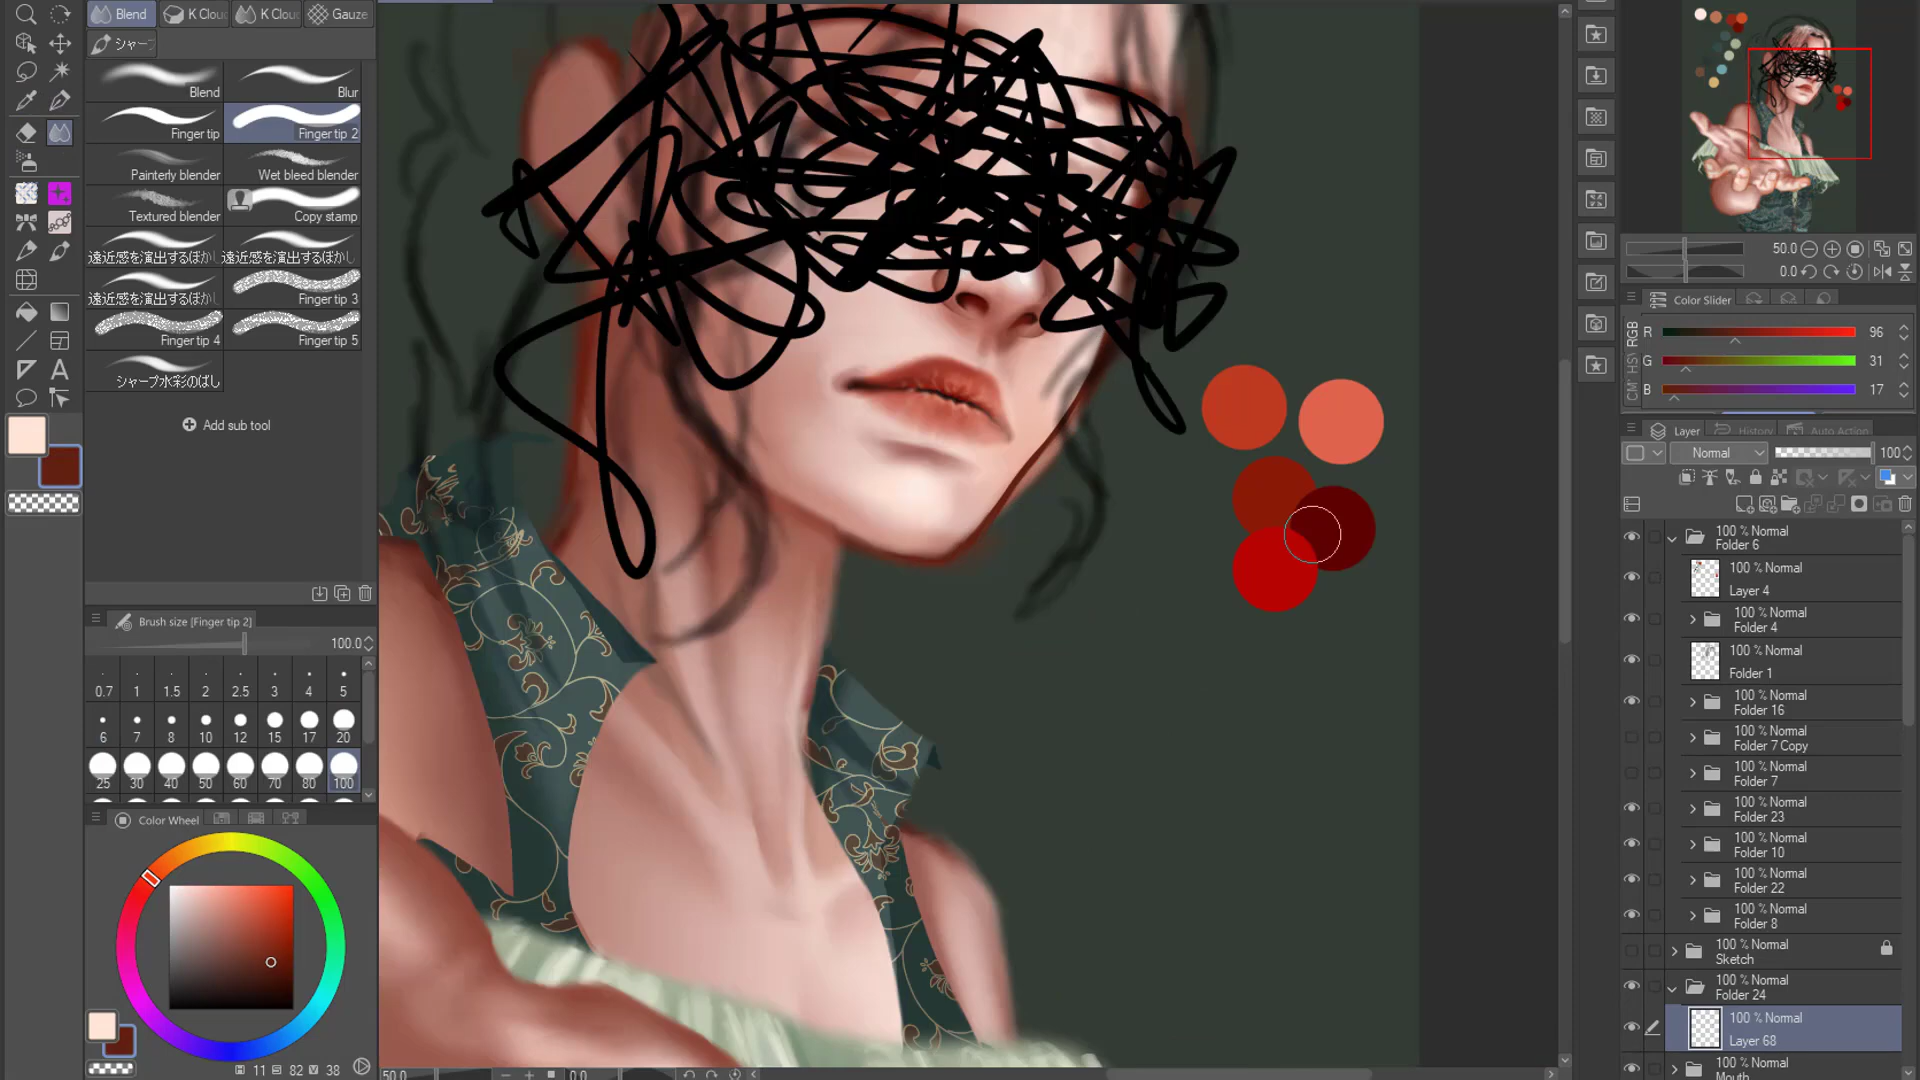 Blend
K Clou
K Clou
Gauze
シャー
Blend
Blur
Finger tip
Finger tip 2
Painterly blender
Wet bleed blender
Textured blender
Copy stamp
遠近感を演出するぼかし
遠近感を演出するぼかし
遠近感を演出するぼかし
Finger tip 3
Finger tip 4
Finger tip 5
シャープ水彩のばし
Add sub tool
Brush size [Finger tip 2]
100.0
0.7 1 1.5 2 2.5 3 4 5
6 7 8 10 12 15 17 20
25 30 40 50 60 70 80 100
Color Wheel
H 11 S 82 V 38
50.0
0.0
50.0
0.0
Color Slider
RGB
HS
CM
R 96
G 31
B 17
Layer
History
Auto Action
Normal
100
100 % Normal
Folder 6
100 % Normal
Layer 4
100 % Normal
Folder 4
100 % Normal
Folder 1
100 % Normal
Folder 16
100 % Normal
Folder 7 Copy
100 % Normal
Folder 7
100 % Normal
Folder 23
100 % Normal
Folder 10
100 % Normal
Folder 22
100 % Normal
Folder 8
100 % Normal
Sketch
100 % Normal
Folder 24
100 % Normal
Layer 68
100 % Normal
Mouth